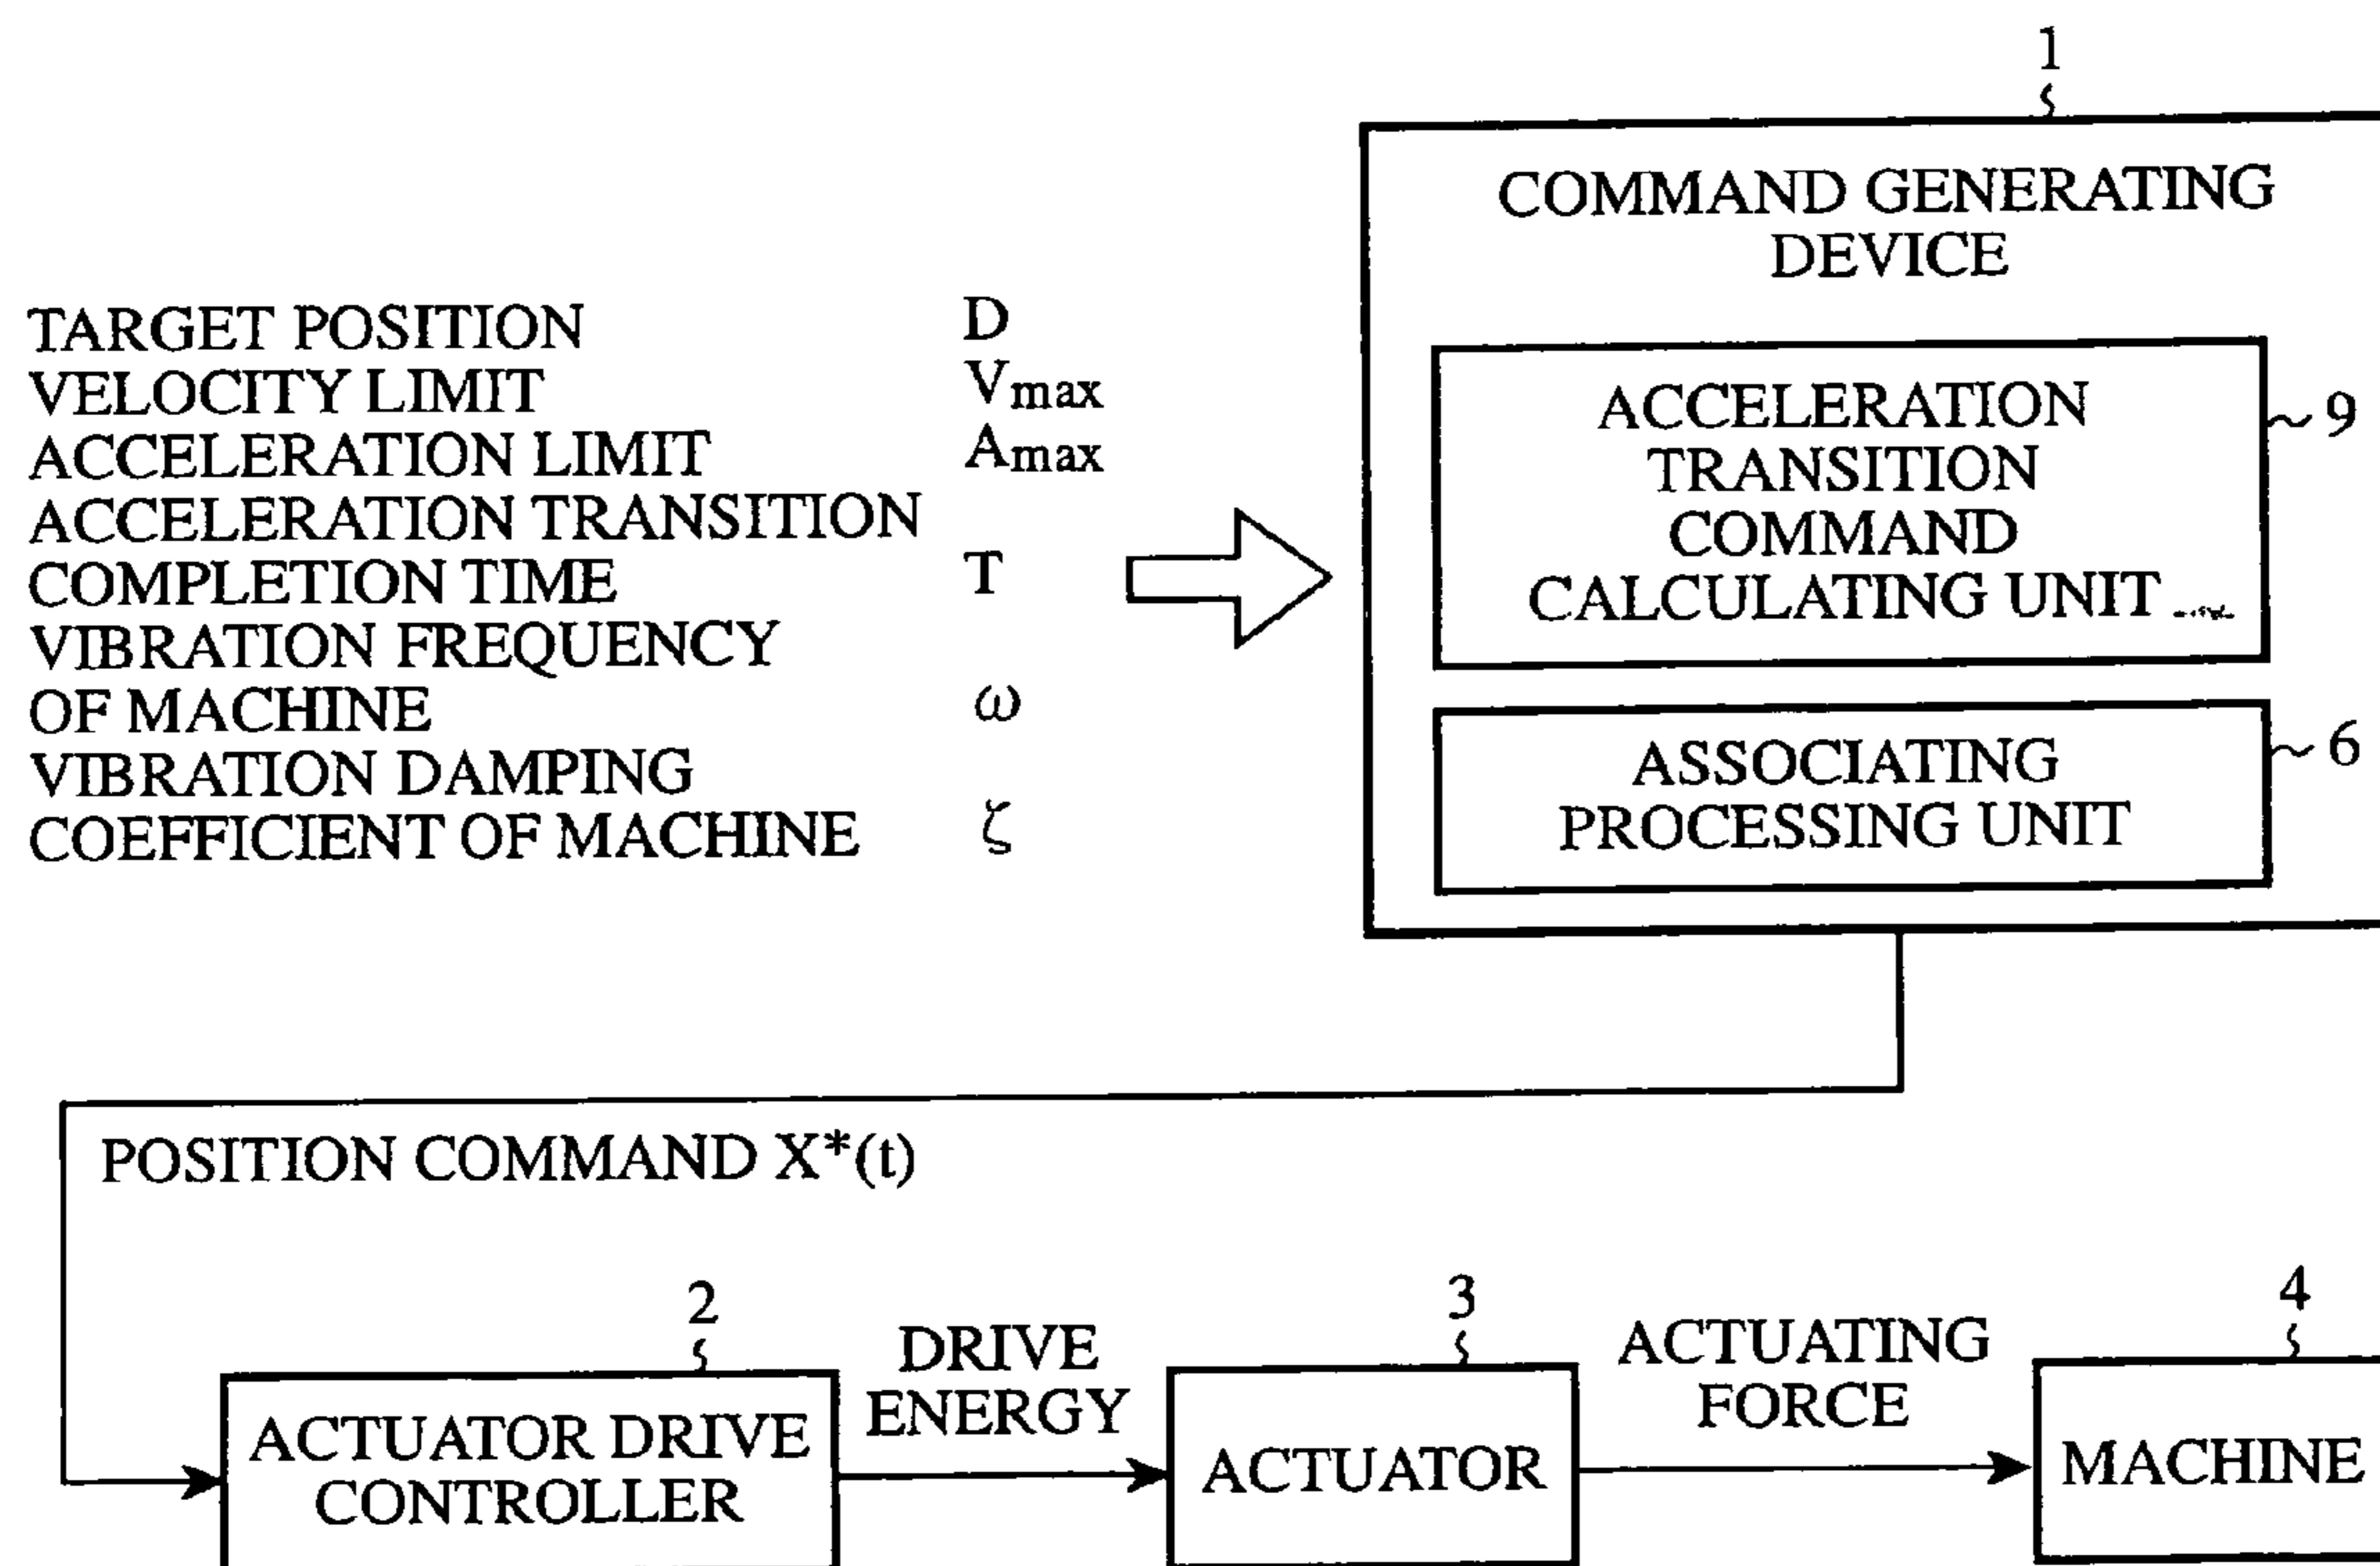 1
COMMAND GENERATING
DEVICE
TARGET POSITION D
VELOCITY LIMIT Vmax
ACCELERATION LIMIT Amax
ACCELERATION TRANSITION
COMPLETION TIME T
VIBRATION FREQUENCY
OF MACHINE ω
VIBRATION DAMPING
COEFFICIENT OF MACHINE ζ
ACCELERATION
TRANSITION
COMMAND
CALCULATING UNIT
9
ASSOCIATING
PROCESSING UNIT
6
POSITION COMMAND X*(t)
2
ACTUATOR DRIVE
CONTROLLER
DRIVE
ENERGY
3
ACTUATOR
ACTUATING
FORCE
4
MACHINE